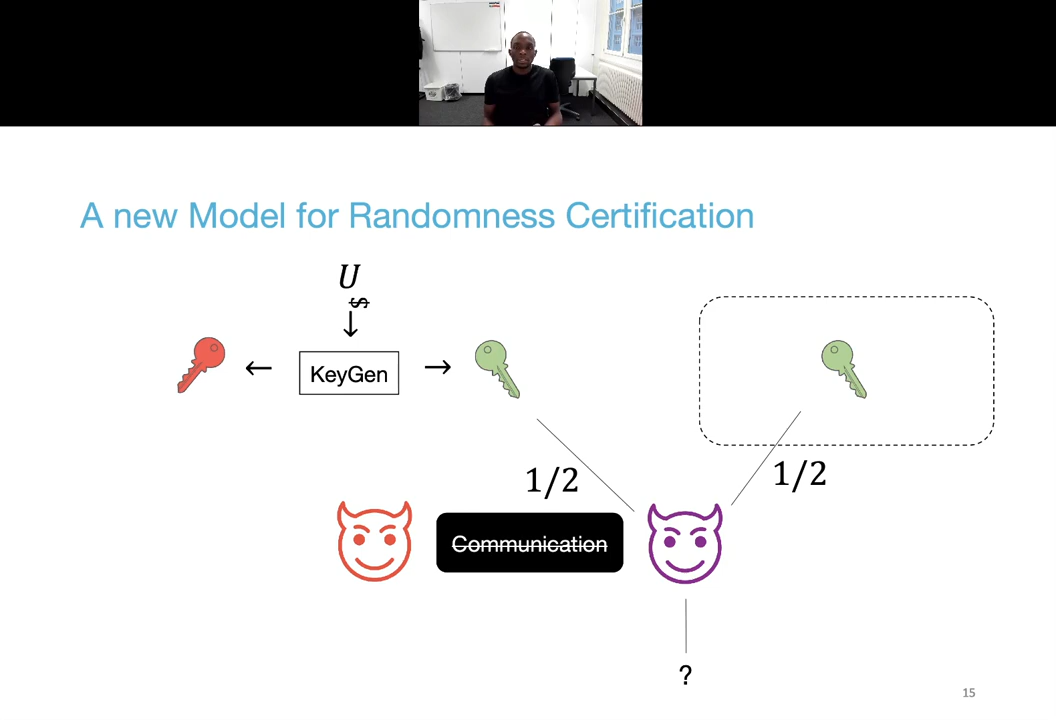 A new Model for Randomness Certification
U
$
↓
← KeyGen →
1/2
1/2
Communication
?
15